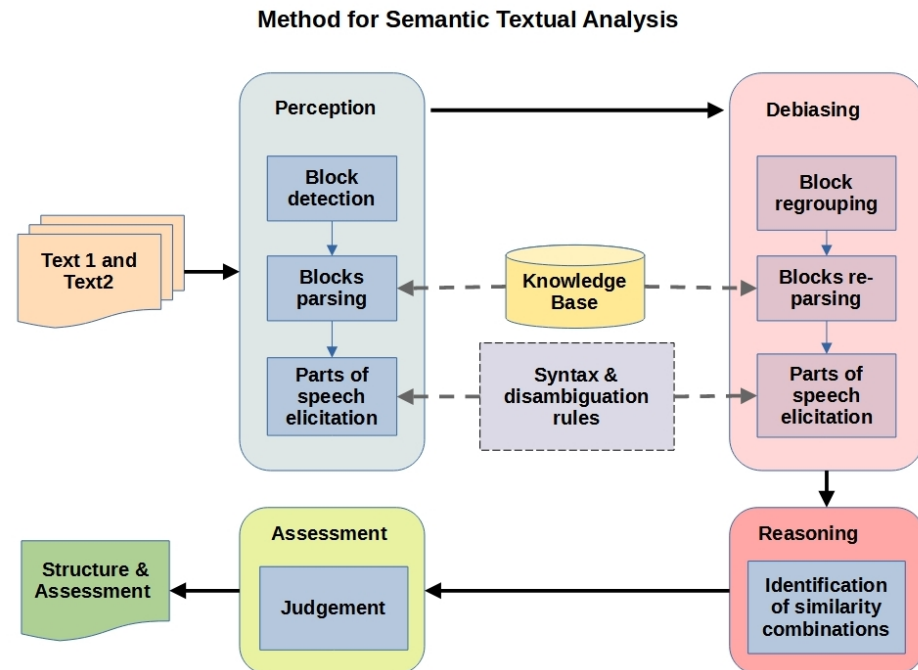 Method for Semantic Textual Analysis
Perception
Block
detection
Blocks
parsing
Parts of
speech
elicitation
Text 1 and
Text2
Knowledge
Base
Syntax &
disambiguation
rules
Debiasing
Block
regrouping
Blocks re-
parsing
Parts of
speech
elicitation
Reasoning
Identification
of similarity
combinations
Assessment
Judgement
Structure &
Assessment